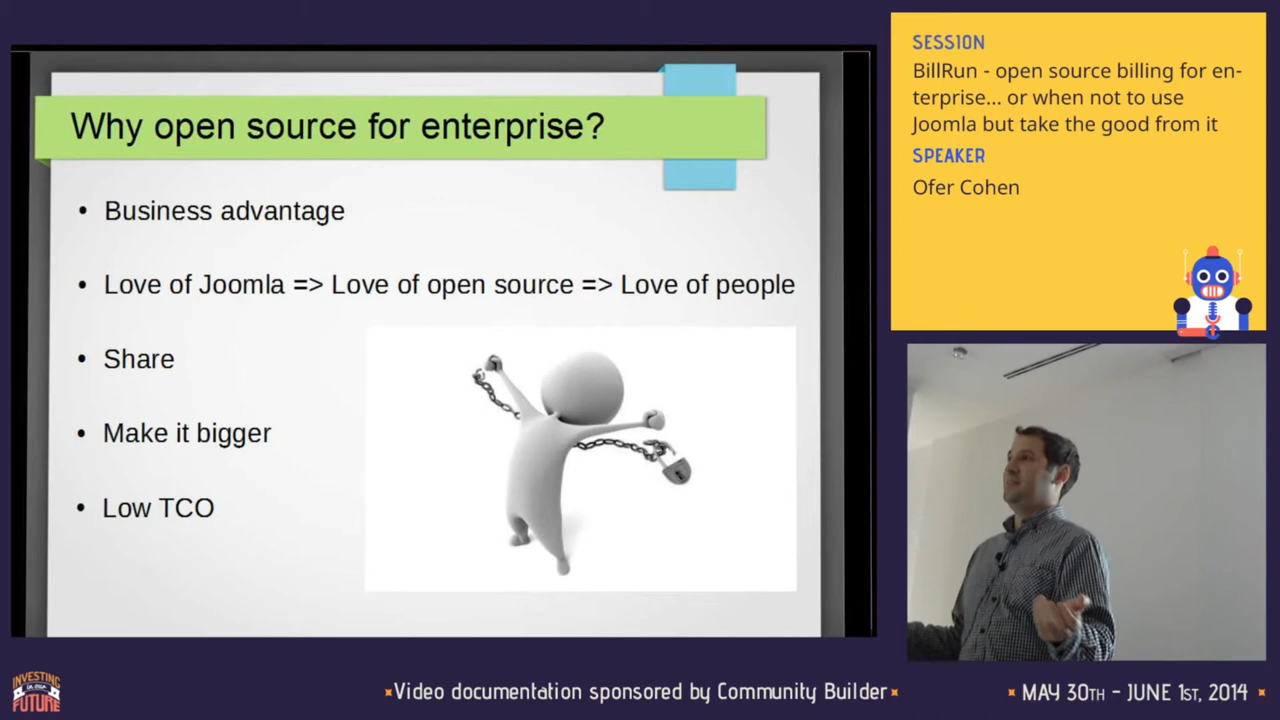 Why open source for enterprise?
• Business advantage
• Love of Joomla => Love of open source => Love of people
• Share
• Make it bigger
• Low TCO
SESSION
BillRun - open source billing for en-
terprise... or when not to use
Joomla but take the good from it
SPEAKER
Ofer Cohen
INVESTING
in our
FUTURE
Video documentation sponsored by Community Builder
MAY 30TH - JUNE 1ST, 2014